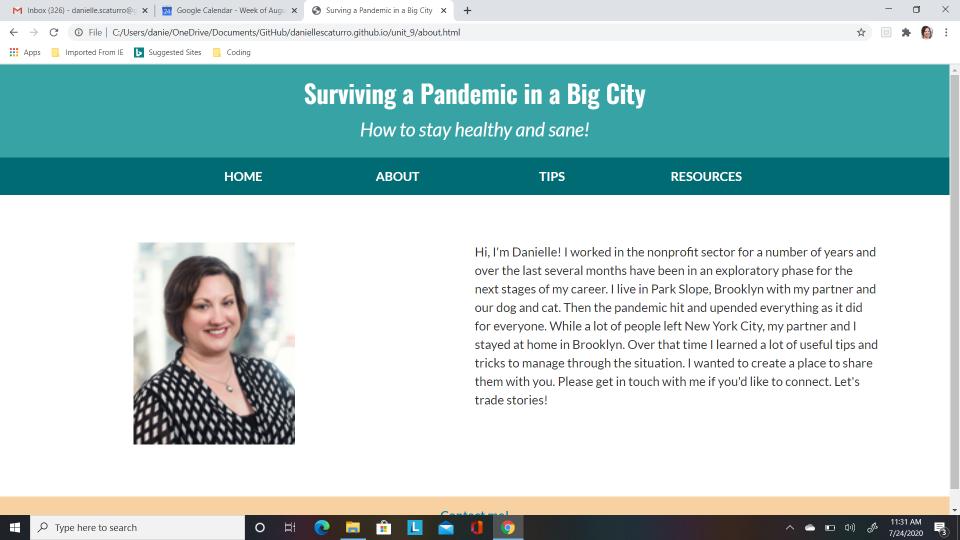 Inbox (326) - danielle.scaturro@g
Google Calendar - Week of Augu
Surving a Pandemic in a Big City
File | C:/Users/danie/OneDrive/Documents/GitHub/daniellescaturro.github.io/unit_9/about.html
Apps Imported From IE Suggested Sites Coding
Surviving a Pandemic in a Big City
How to stay healthy and sane!
HOME ABOUT TIPS RESOURCES
Hi, I'm Danielle! I worked in the nonprofit sector for a number of years and
over the last several months have been in an exploratory phase for the
next stages of my career. I live in Park Slope, Brooklyn with my partner and
our dog and cat. Then the pandemic hit and upended everything as it did
for everyone. While a lot of people left New York City, my partner and I
stayed at home in Brooklyn. Over that time I learned a lot of useful tips and
tricks to manage through the situation. I wanted to create a place to share
them with you. Please get in touch with me if you'd like to connect. Let's
trade stories!
Contact me!
Type here to search
L
11:31 AM
7/24/2020
3